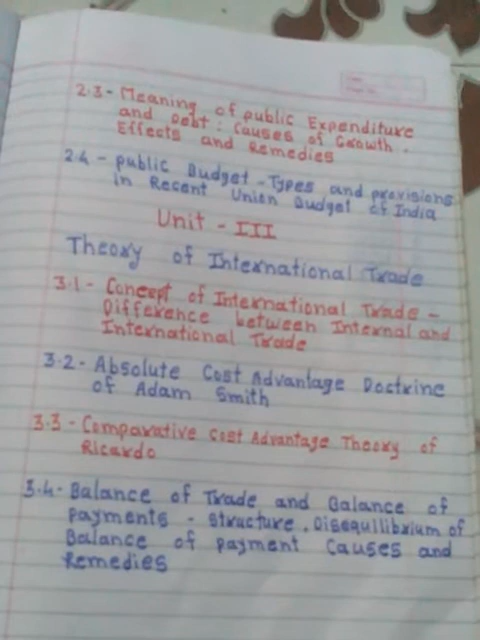 2.3- Meaning of public Expenditure
and Debt: Causes of Growth.
Effects and Remedies
2.4 - public Budget - Types and provisions
in Recent Union Budget of India
Unit - III
Theory of International Trade
3.1- Concept of International Trade -
Difference between Internal and
International Trade
3.2- Absolute Cost Advantage Doctrine
of Adam Smith
3.3- Comparative Cost Advantage Theory of
Ricardo
3.4- Balance of Trade and Balance of
payments - Structure. Disequilibrium of
Balance of payment Causes and
Remedies